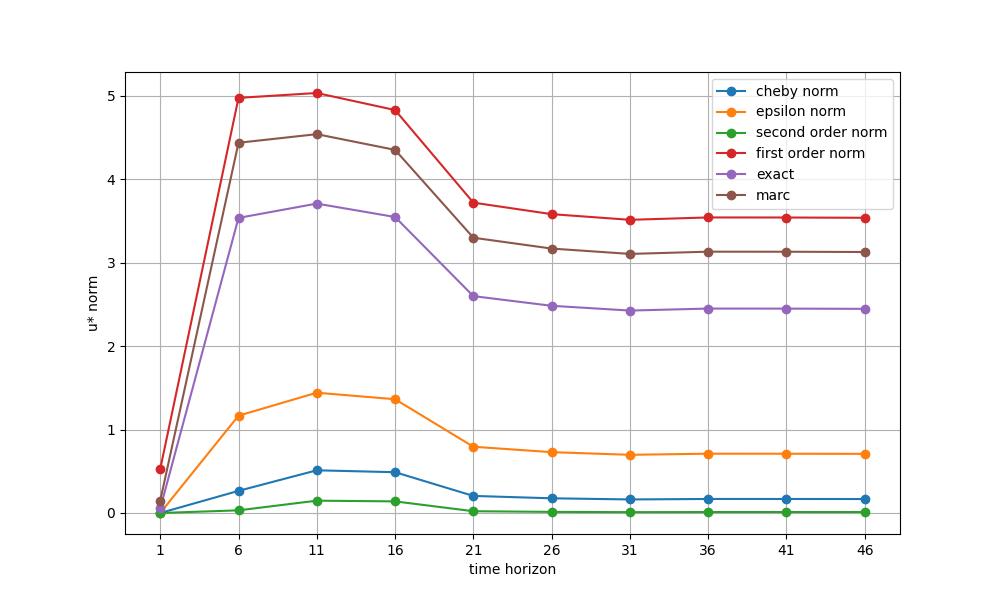 cheby norm
epsilon norm
second order norm
first order norm
exact
marc
u* norm
5
4
3
2
1
0
1 6 11 16 21 26 31 36 41 46
time horizon